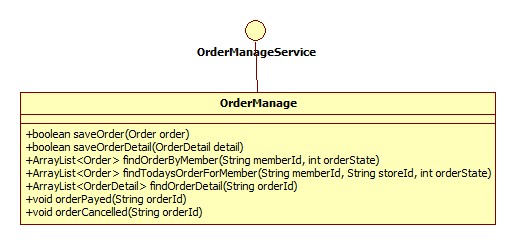 OrderManageService
OrderManage
+boolean saveOrder(Order order)
+boolean saveOrderDetail(OrderDetail detail)
+ArrayList<Order> findOrderByMember(String memberId, int orderState)
+ArrayList<Order> findTodaysOrderForMember(String memberId, String storeId, int orderState)
+ArrayList<OrderDetail> findOrderDetail(String orderId)
+void orderPayed(String orderId)
+void orderCancelled(String orderId)